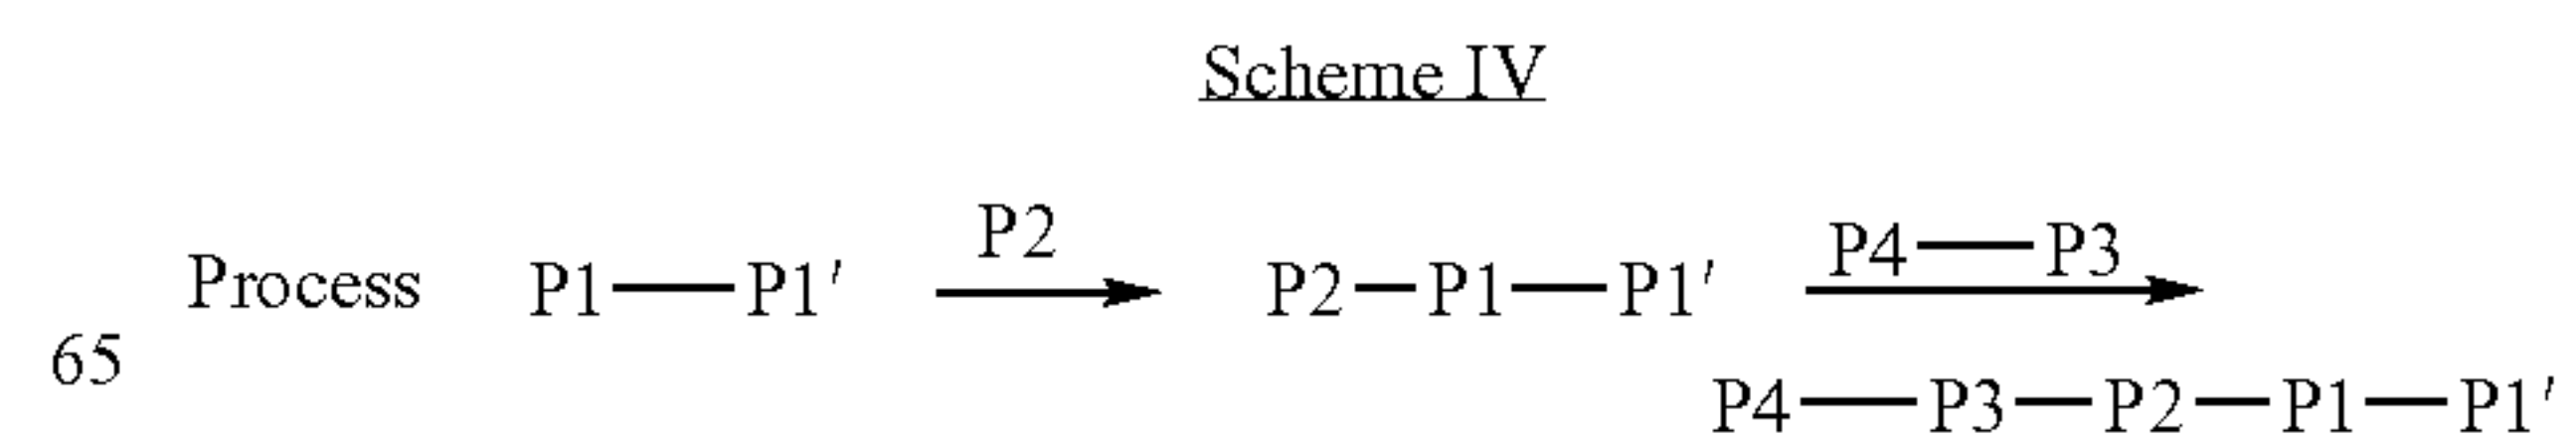 Scheme IV
P2 P4—P3
Process P1—P1′ P2—P1—P1′
65
P4—P3—P2—P1—P1′